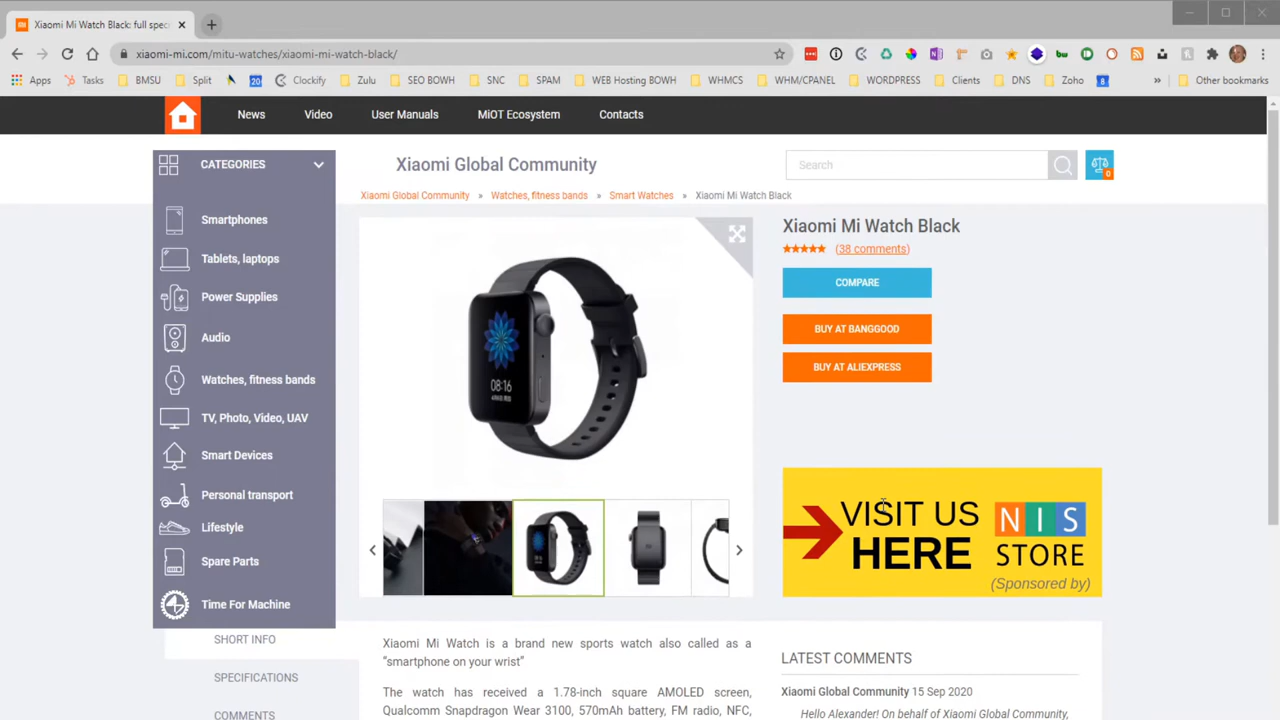 Xiaomi Mi Watch Black: full spec
xiaomi-mi.com/mitu-watches/xiaomi-mi-watch-black/
Apps Tasks BMSU Split 20 Clockify Zulu SEO BOWH SNC SPAM WEB Hosting BOWH WHMCS WHM/CPANEL WORDPRESS Clients DNS Zoho 8 » Other bookmarks
News Video User Manuals MiOT Ecosystem Contacts
CATEGORIES
Xiaomi Global Community
Search
0
Xiaomi Global Community » Watches, fitness bands » Smart Watches » Xiaomi Mi Watch Black
Smartphones
Tablets, laptops
Power Supplies
Audio
Watches, fitness bands
TV, Photo, Video, UAV
Smart Devices
Personal transport
Lifestyle
Spare Parts
Time For Machine
SHORT INFO
SPECIFICATIONS
COMMENTS
08:16
Xiaomi Mi Watch Black
(38 comments)
COMPARE
BUY AT BANGGOOD
BUY AT ALIEXPRESS
VISIT US
HERE
NIS
STORE
(Sponsored by)
Xiaomi Mi Watch is a brand new sports watch also called as a
“smartphone on your wrist”
The watch has received a 1.78-inch square AMOLED screen,
Qualcomm Snapdragon Wear 3100, 570mAh battery, FM radio, NFC,
LATEST COMMENTS
Xiaomi Global Community 15 Sep 2020
Hello Alexander! On behalf of Xiaomi Global Community,